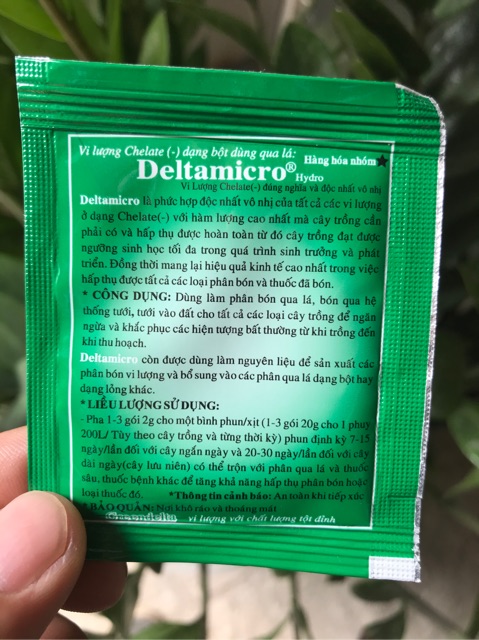 Vi lượng Chelate (-) dạng bột dùng qua lá:
Hàng hóa nhóm
Deltamicro®
Hydro
Vi Lượng Chelate(-) đúng nghĩa và độc nhất vô nhị
Deltamicro là phức hợp độc nhất vô nhị của tất cả các vi lượng
ở dạng Chelate(-) với hàm lượng cao nhất mà cây trồng cần
phải có và hấp thụ được hoàn toàn từ đó cây trồng đạt được
ngưỡng sinh học tối đa trong quá trình sinh trưởng và phát
triển. Đồng thời mang lại hiệu quả kinh tế cao nhất trong việc
hấp thụ được tất cả các loại phân bón và thuốc đã bón.
* CÔNG DỤNG: Dùng làm phân bón qua lá, bón qua hệ
thống tưới, tưới vào đất cho tất cả các loại cây trồng để ngăn
ngừa và khắc phục các hiện tượng bất thường từ khi trồng đến
khi thu hoạch.
Deltamicro còn được dùng làm nguyên liệu để sản xuất các
phân bón vi lượng và bổ sung vào các phân qua lá dạng bột hay
dạng lỏng khác.
* LIỀU LƯỢNG SỬ DỤNG:
- Pha 1-3 gói 2g cho một bình phun/xịt (1-3 gói 20g cho 1 phuy
200L/ Tùy theo cây trồng và từng thời kỳ) phun định kỳ 7-15
ngày/lần đối với cây ngắn ngày và 20-30 ngày/lần đối với cây
dài ngày(cây lưu niên) có thể trộn với phân qua lá và thuốc
sâu, thuốc bệnh khác để tăng khả năng hấp thụ phân bón hoặc
loại thuốc đó. *Thông tin cảnh báo: An toàn khi tiếp xúc
* BẢO QUẢN: Nơi khô ráo và thoáng mát
Greendelta vi lượng với chất lượng tột đỉnh